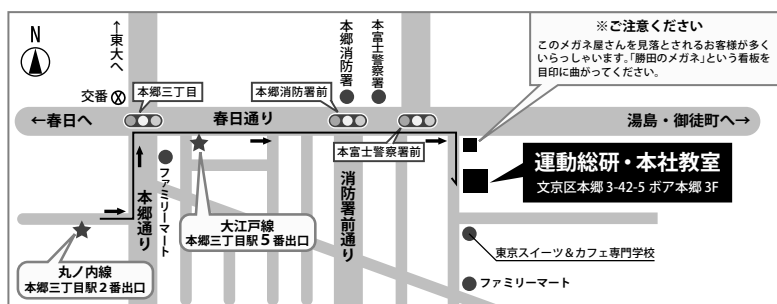 N
↑東大へ
本郷消防署
本富士警察署
※ご注意ください
このメガネ屋さんを見落とされるお客様が多く
いらっしゃいます。「勝田のメガネ」という看板を
目印に曲がってください。
交番
本郷三丁目
本郷消防署前
←春日へ
春日通り
湯島・御徒町へ→
本富士警察署前
運動総研・本社教室
文京区本郷3-42-5 ボア本郷3F
本郷通り
ファミリーマート
大江戸線
本郷三丁目駅5番出口
消防署前通り
丸ノ内線
本郷三丁目駅2番出口
東京スイーツ&カフェ専門学校
ファミリーマート